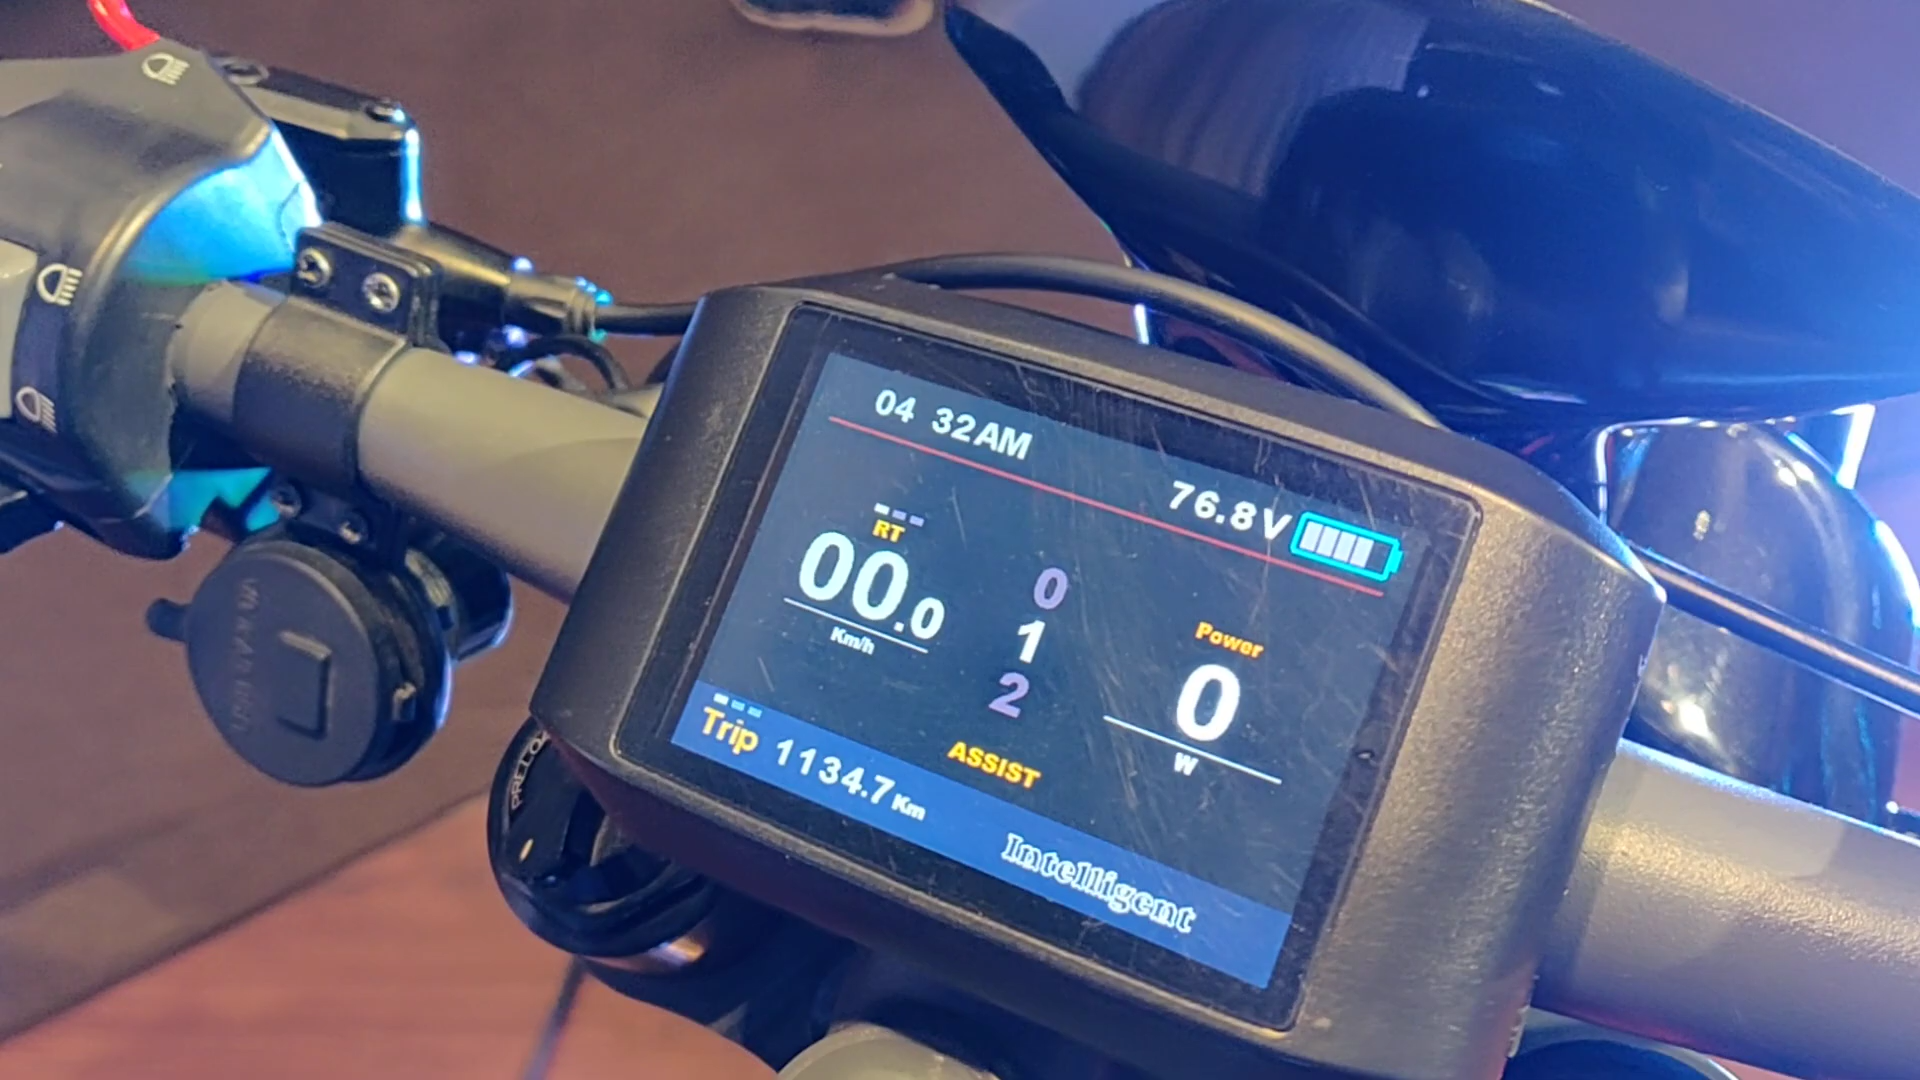 04 32AM
76.8V
RT
00.0
Km/h
0
1
2
Power
0
W
ASSIST
Trip 1134.7 Km
Intelligent